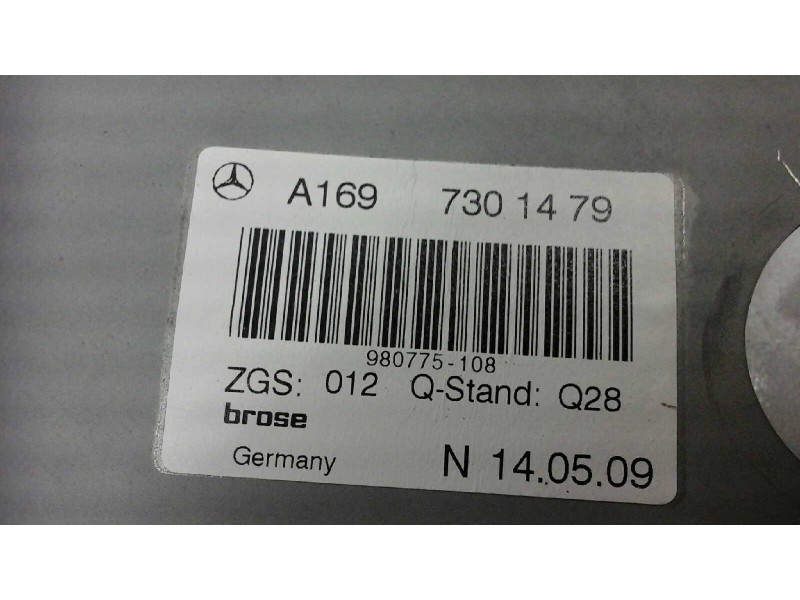 A169 730 14 79
980775-108
ZGS: 012 Q-Stand: Q28
brose
Germany N 14.05.09